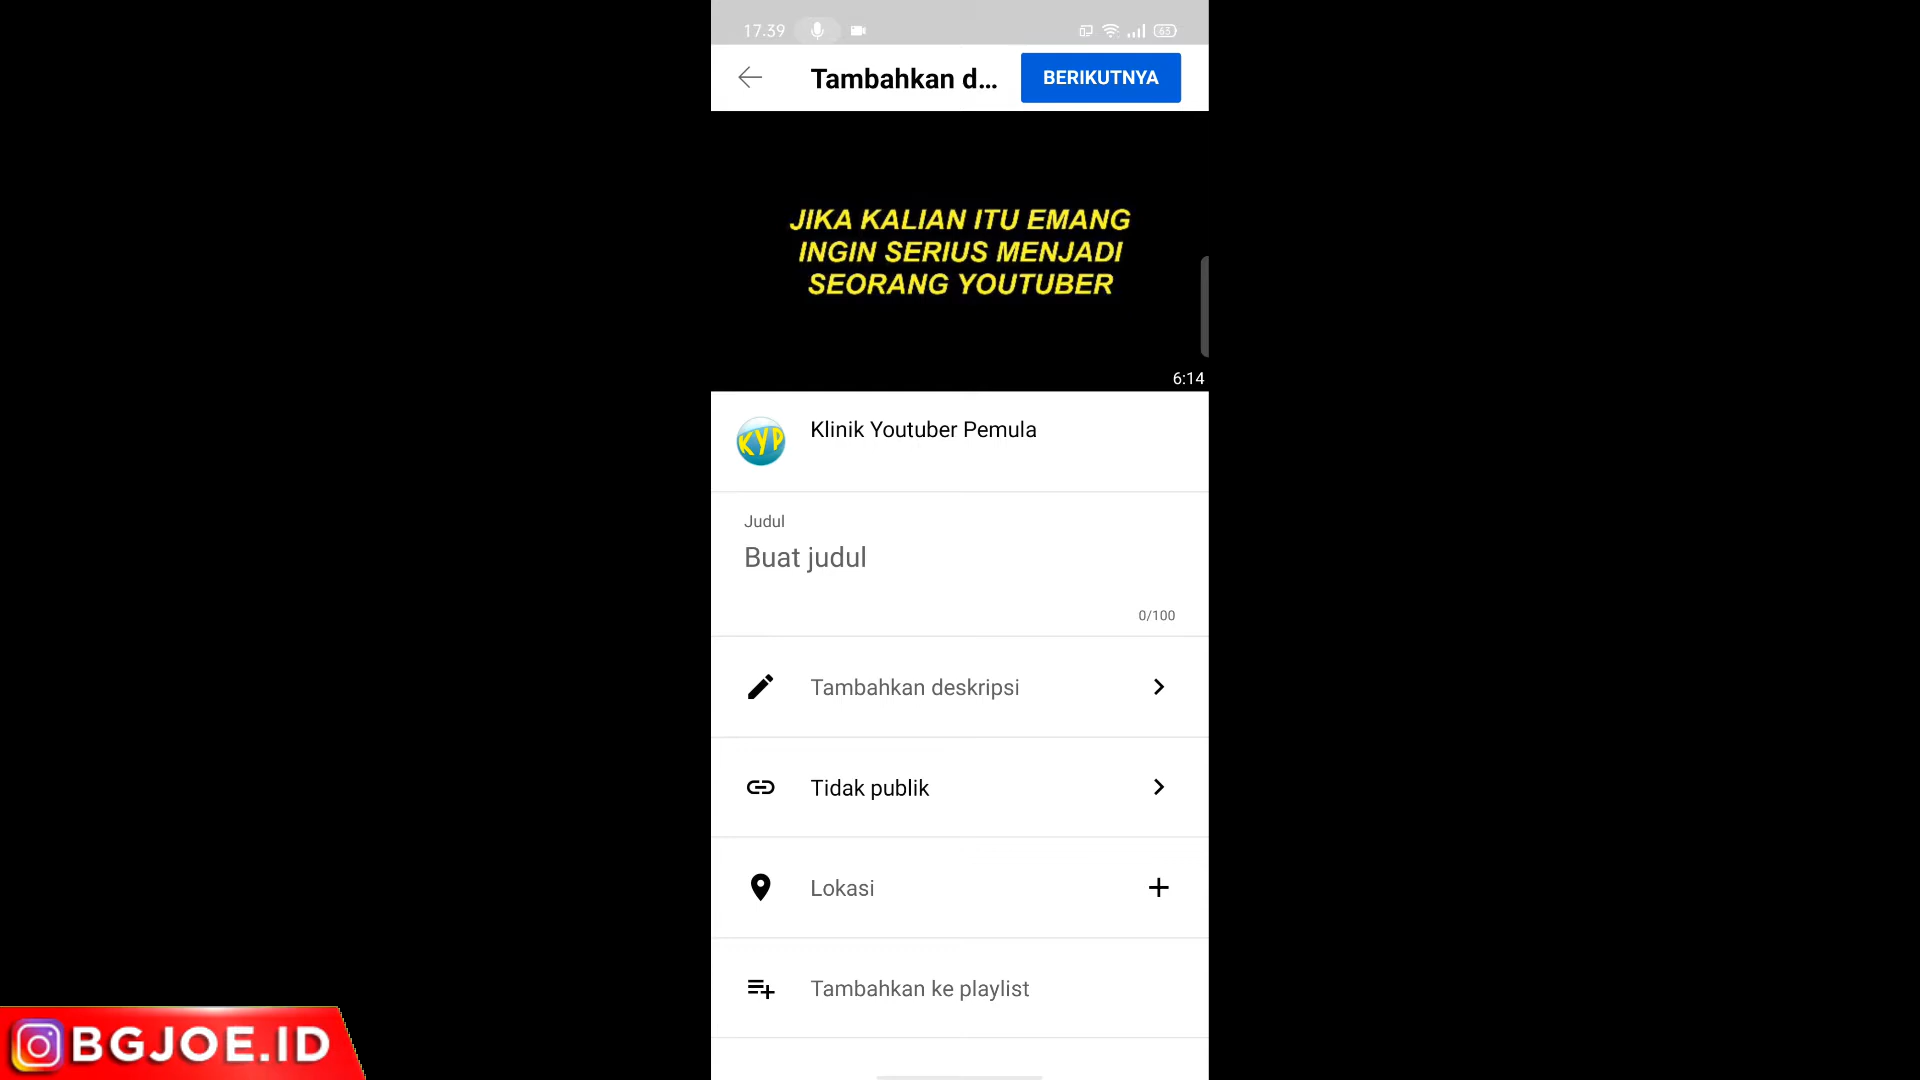 17.39
63
Tambahkan d...
BERIKUTNYA
JIKA KALIAN ITU EMANG
INGIN SERIUS MENJADI
SEORANG YOUTUBER
6:14
KYP
Klinik Youtuber Pemula
Judul
Buat judul
0/100
Tambahkan deskripsi
Tidak publik
Lokasi
Tambahkan ke playlist
BGJOE.ID